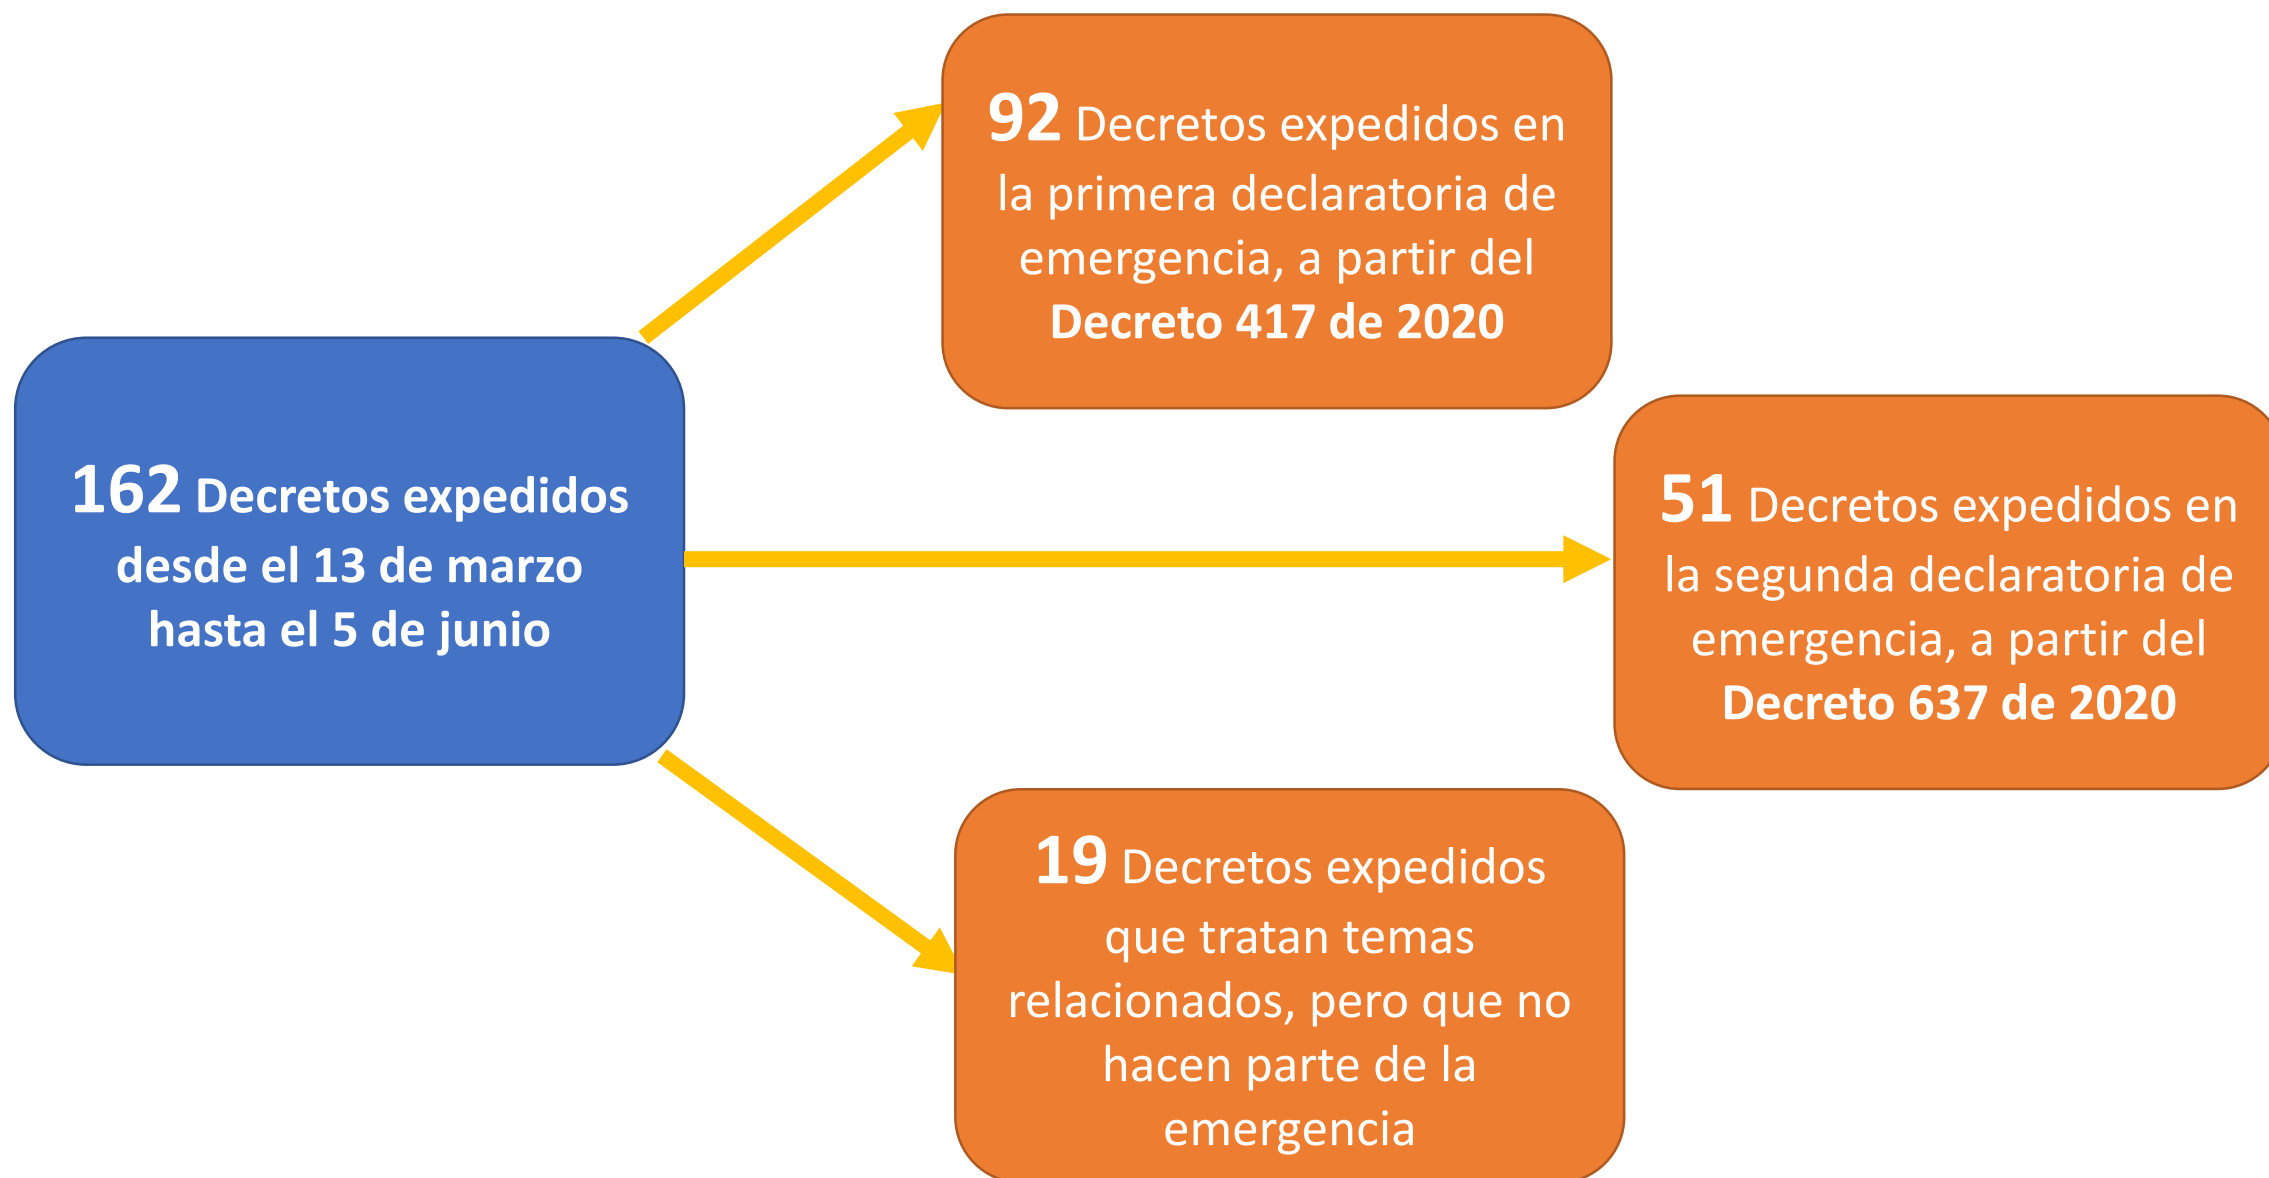 162 Decretos expedidos
desde el 13 de marzo
hasta el 5 de junio
92 Decretos expedidos en
la primera declaratoria de
emergencia, a partir del
Decreto 417 de 2020
51 Decretos expedidos en
la segunda declaratoria de
emergencia, a partir del
Decreto 637 de 2020
19 Decretos expedidos
que tratan temas
relacionados, pero que no
hacen parte de la
emergencia